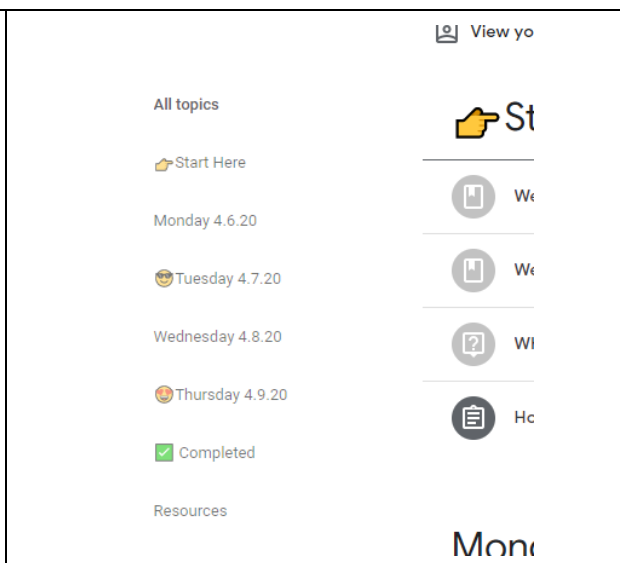 View yo
All topics
👉Start Here
Monday 4.6.20
😎Tuesday 4.7.20
Wednesday 4.8.20
🤩Thursday 4.9.20
✅ Completed
Resources
👉St
We
We
Wh
Ho
Mon